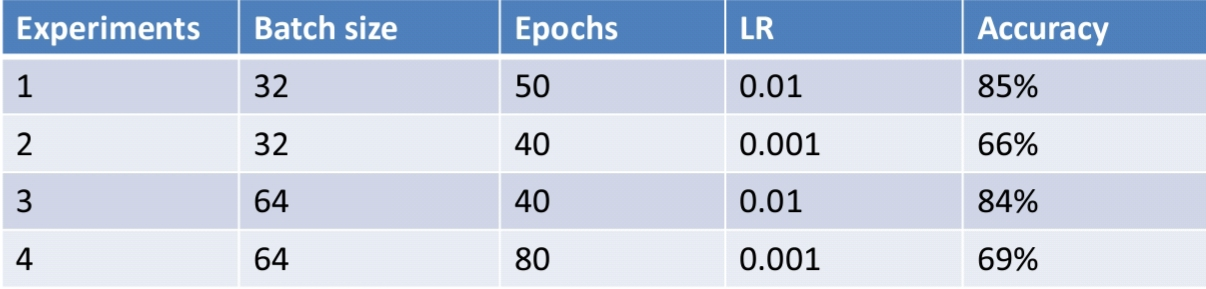 Experiments Batch size Epochs LR Accuracy
1 32 50 0.01 85%
2 32 40 0.001 66%
3 64 40 0.01 84%
4 64 80 0.001 69%